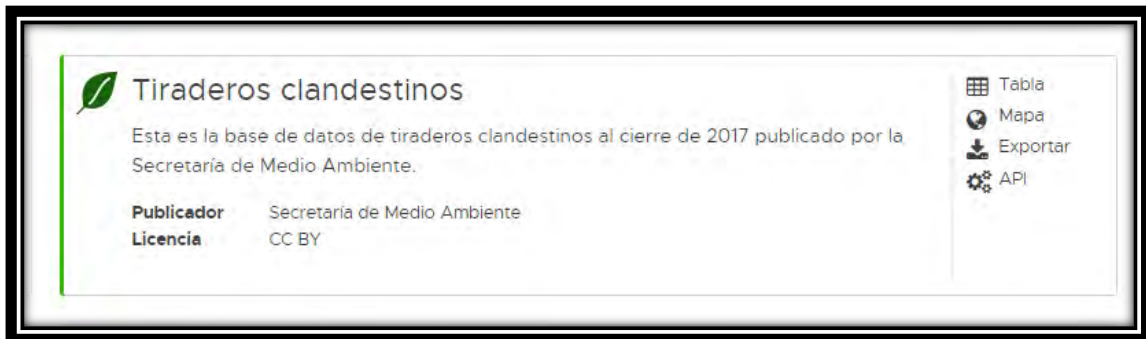 Tiraderos clandestinos
Esta es la base de datos de tiraderos clandestinos al cierre de 2017 publicado por la
Secretaría de Medio Ambiente.
Publicador Secretaría de Medio Ambiente
Licencia CC BY
Tabla
Mapa
Exportar
API